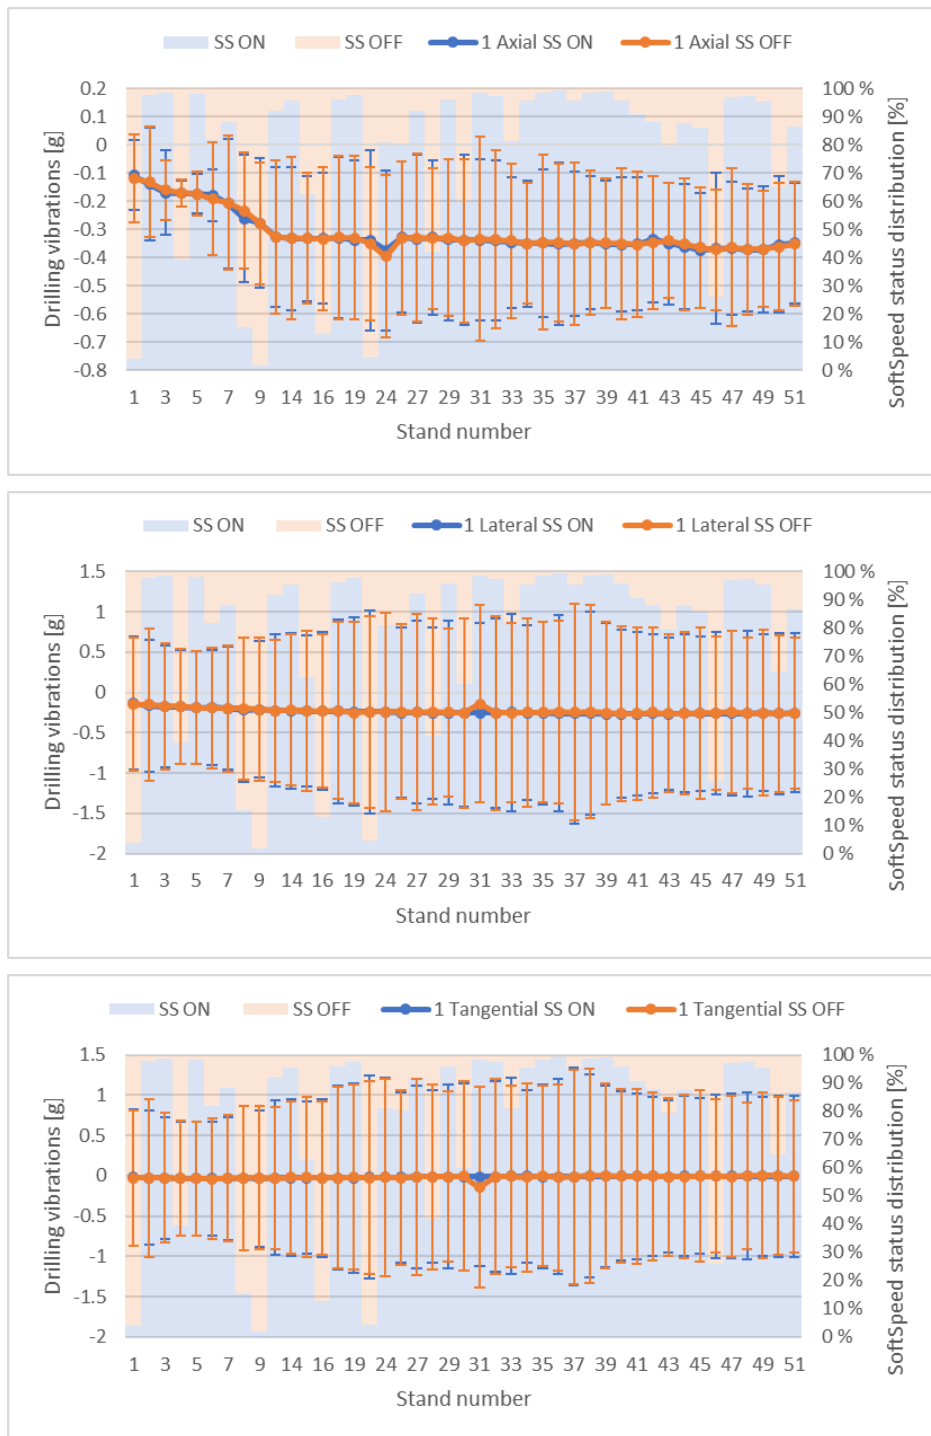 SS ON SS OFF 1 Axial SS ON 1 Axial SS OFF
0.2 100 %
0.1 90 %
0 80 %
-0.1 70 %
-0.2 60 %
-0.3 50 %
-0.4 40 %
-0.5 30 %
-0.6 20 %
-0.7 10 %
-0.8 0 %
Drilling vibrations [g]
SoftSpeed status distribution [%]
1 3 5 7 9 14 16 19 24 27 29 31 33 35 37 39 41 43 45 47 49 51
Stand number
SS ON SS OFF 1 Lateral SS ON 1 Lateral SS OFF
1.5 100 %
90 %
1 80 %
0.5 70 %
60 %
0 50 %
-0.5 40 %
30 %
-1 20 %
-1.5 10 %
-2 0 %
Drilling vibrations [g]
SoftSpeed status distribution [%]
1 3 5 7 9 14 16 19 24 27 29 31 33 35 37 39 41 43 45 47 49 51
Stand number
SS ON SS OFF 1 Tangential SS ON 1 Tangential SS OFF
1.5 100 %
90 %
1 80 %
0.5 70 %
60 %
0 50 %
-0.5 40 %
30 %
-1 20 %
-1.5 10 %
-2 0 %
Drilling vibrations [g]
SoftSpeed status distribution [%]
1 3 5 7 9 14 16 19 24 27 29 31 33 35 37 39 41 43 45 47 49 51
Stand number